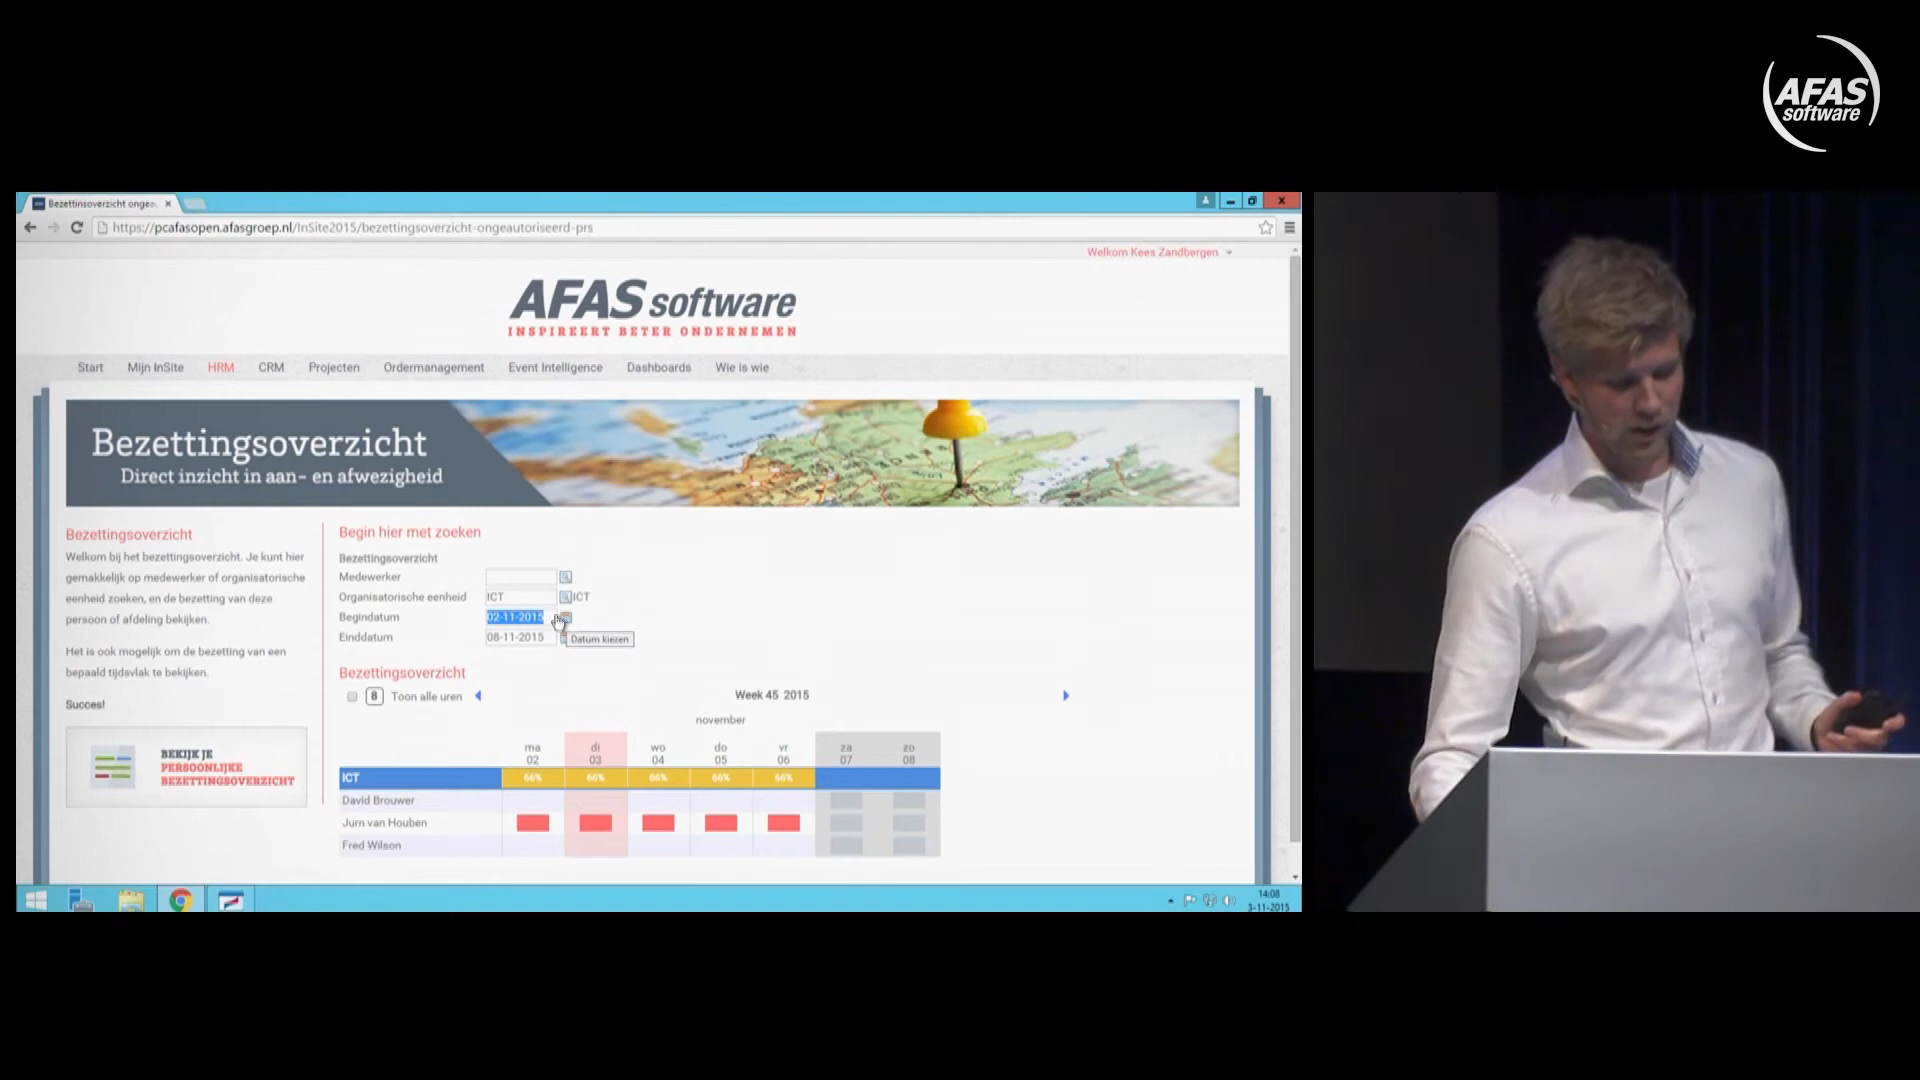 AFAS
software
Bezettinsoverzicht onge
https://pcafasopen.afasgroep.nl/InSite2015/bezettingsoverzicht-ongeautoriseerd-prs
Welkom Kees Zandbergen
AFAS software
INSPIREERT BETER ONDERNEMEN
Start Mijn InSite HRM CRM Projecten Ordermanagement Event Intelligence Dashboards Wie is wie
Bezettingsoverzicht
Direct inzicht in aan- en afwezigheid
Bezettingsoverzicht
Welkom bij het bezettingsoverzicht. Je kunt hier
gemakkelijk op medewerker of organisatorische
eenheid zoeken, en de bezetting van deze
persoon of afdeling bekijken.
Het is ook mogelijk om de bezetting van een
bepaald tijdsvlak te bekijken.
Succes!
BEKIJK JE
PERSOONLIJKE
BEZETTINGSOVERZICHT
Begin hier met zoeken
Bezettingsoverzicht
Medewerker
Organisatorische eenheid ICT ICT
Begindatum 02-11-2015
Einddatum 08-11-2015
Datum kiezen
Bezettingsoverzicht
8 Toon alle uren Week 45 2015
november
ma di wo do vr za zo
02 03 04 05 06 07 08
ICT 66% 66% 66% 66% 66%
David Brouwer
Jurn van Houben
Fred Wilson
14:08
3-11-2015